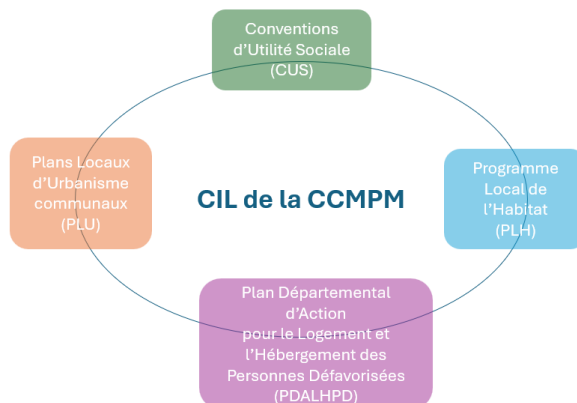 Conventions
d'Utilité Sociale
(CUS)
Plans Locaux
d'Urbanisme
communaux
(PLU)
CIL de la CCMPM
Programme
Local de
l'Habitat
(PLH)
Plan Départemental
d'Action
pour le Logement et
l'Hébergement des
Personnes Défavorisées
(PDALHPD)